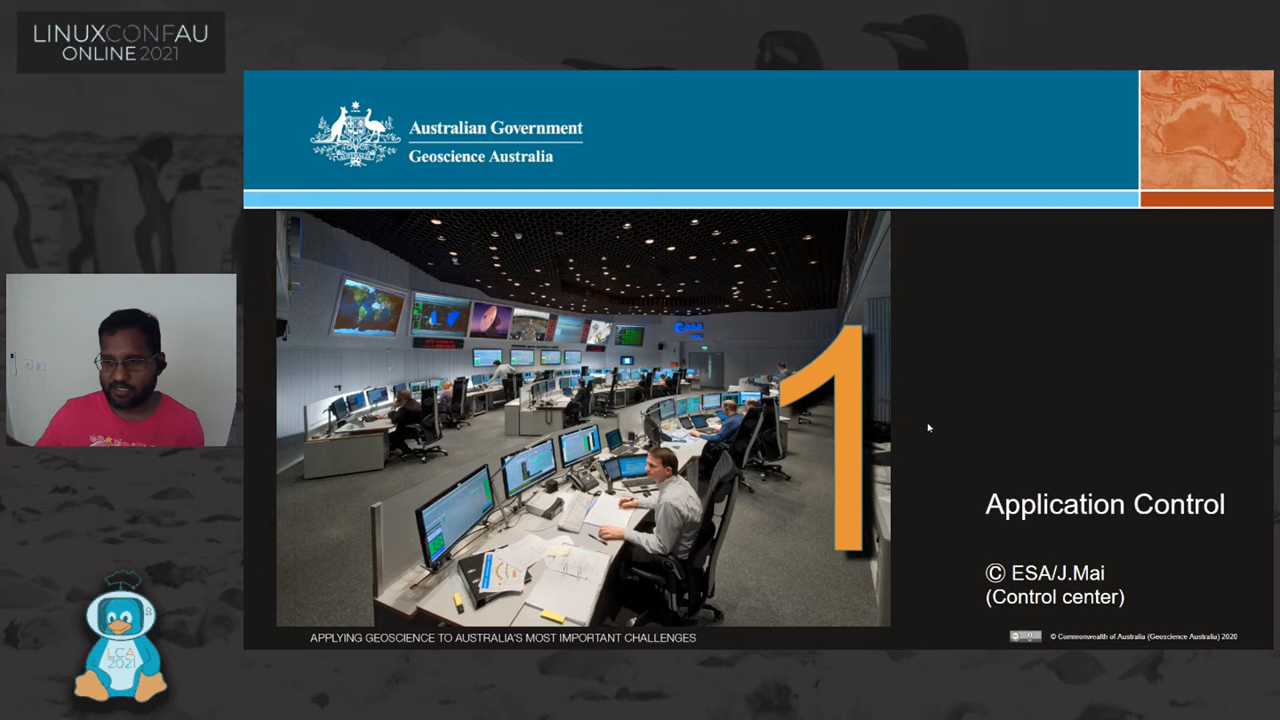 LINUXCONFAU
ONLINE 2021
Australian Government
Geoscience Australia
esa
1
Application Control
© ESA/J.Mai
(Control center)
LCA
2021
APPLYING GEOSCIENCE TO AUSTRALIA'S MOST IMPORTANT CHALLENGES
© Commonwealth of Australia (Geoscience Australia) 2020